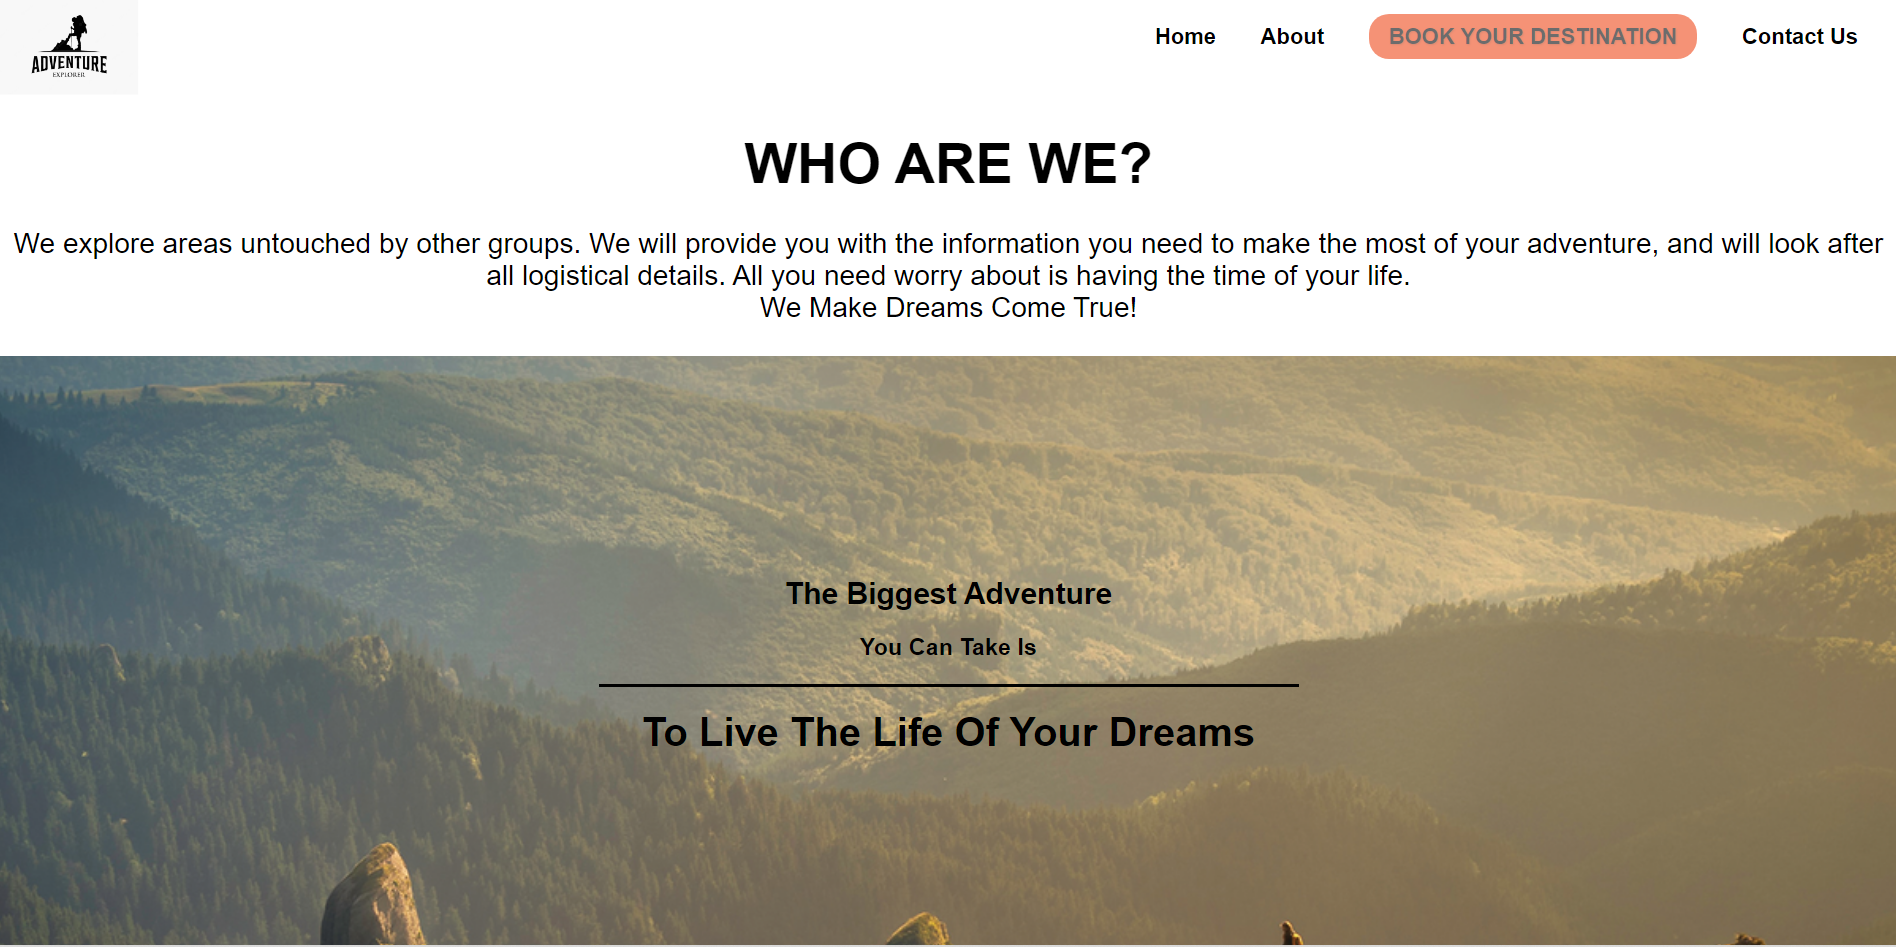 ADVENTURE
EXPLORER
Home About BOOK YOUR DESTINATION Contact Us
WHO ARE WE?
We explore areas untouched by other groups. We will provide you with the information you need to make the most of your adventure, and will look after
all logistical details. All you need worry about is having the time of your life.
We Make Dreams Come True!
The Biggest Adventure
You Can Take Is
To Live The Life Of Your Dreams